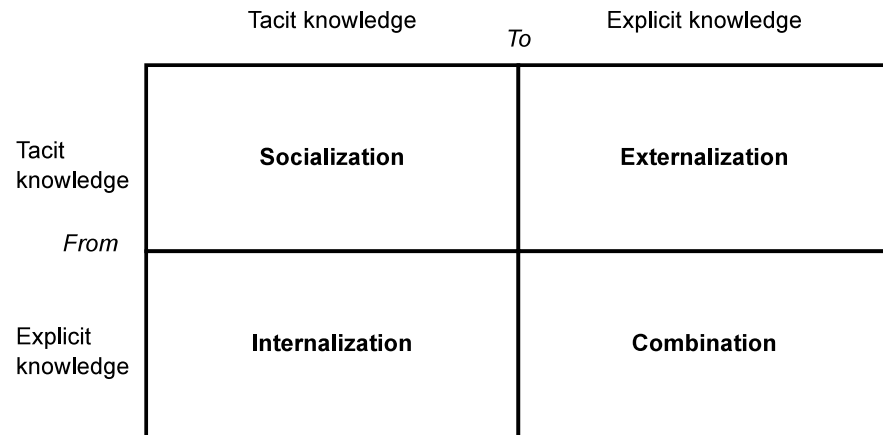 Tacit knowledge
Explicit knowledge
To
Tacit
knowledge
Socialization
Externalization
From
Explicit
knowledge
Internalization
Combination